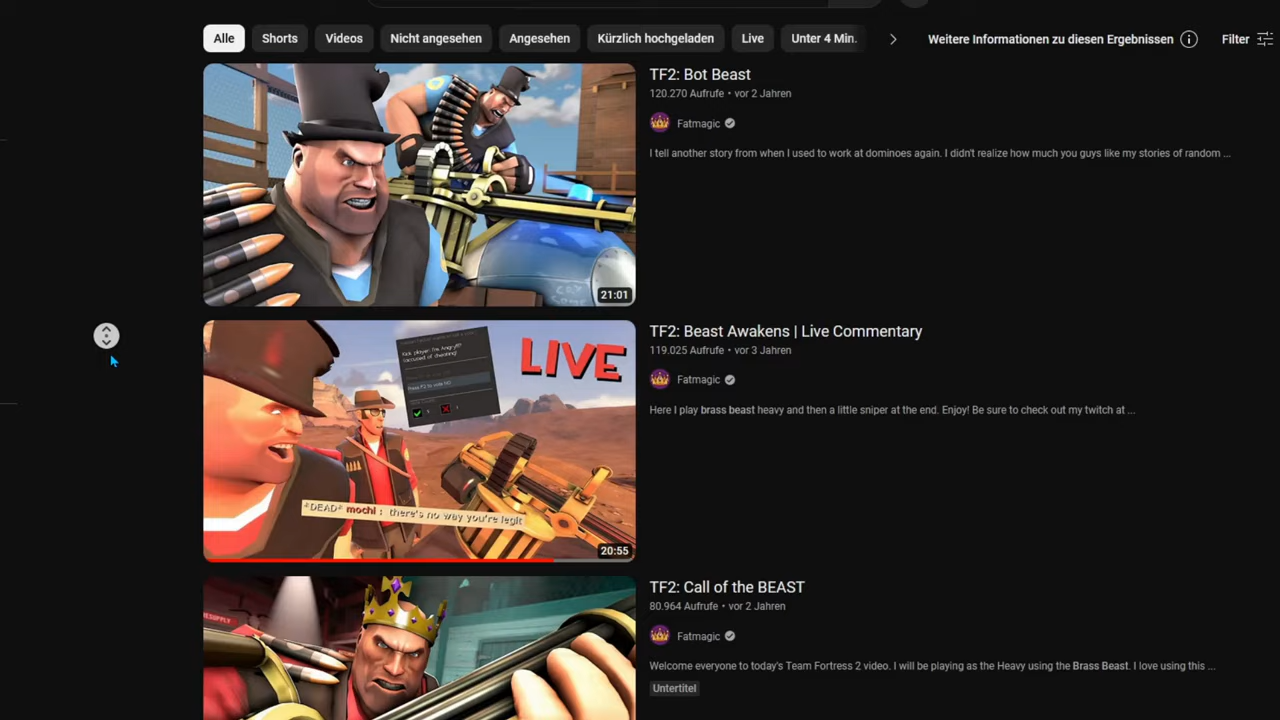 Alle
Shorts
Videos
Nicht angesehen
Angesehen
Kürzlich hochgeladen
Live
Unter 4 Min.
Weitere Informationen zu diesen Ergebnissen
Filter
21:01
TF2: Bot Beast
120.270 Aufrufe • vor 2 Jahren
Fatmagic
I tell another story from when I used to work at dominoes again. I didn't realize how much you guys like my stories of random ...
LIVE
*DEAD* mochi : there's no way you're legit
20:55
TF2: Beast Awakens | Live Commentary
119.025 Aufrufe • vor 3 Jahren
Fatmagic
Here I play brass beast heavy and then a little sniper at the end. Enjoy! Be sure to check out my twitch at ...
TF2: Call of the BEAST
80.964 Aufrufe • vor 2 Jahren
Fatmagic
Welcome everyone to today's Team Fortress 2 video. I will be playing as the Heavy using the Brass Beast. I love using this ...
Untertitel